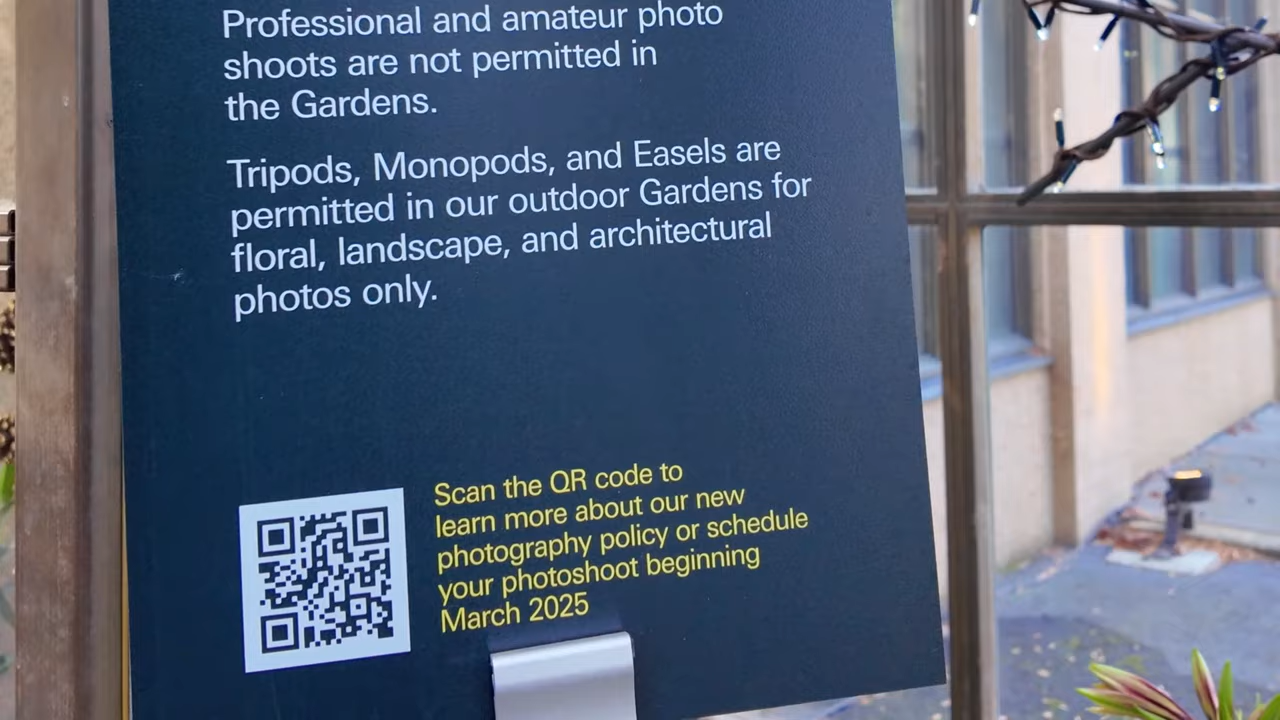 Professional and amateur photo
shoots are not permitted in
the Gardens.
Tripods, Monopods, and Easels are
permitted in our outdoor Gardens for
floral, landscape, and architectural
photos only.
Scan the QR code to
learn more about our new
photography policy or schedule
your photoshoot beginning
March 2025